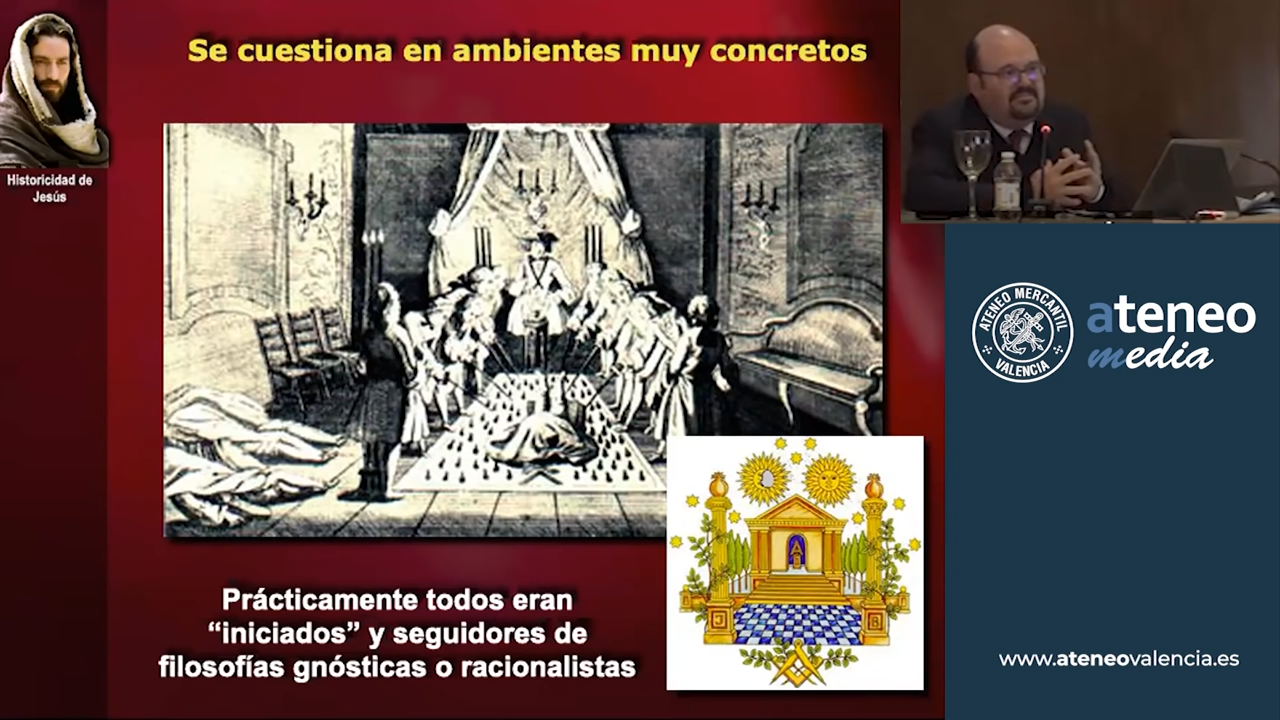 Se cuestiona en ambientes muy concretos
Historicidad de
Jesús
Prácticamente todos eran
“iniciados” y seguidores de
filosofías gnósticas o racionalistas
J
B
G
ATENEO MERCANTIL
VALENCIA
ateneo
media
www.ateneovalencia.es